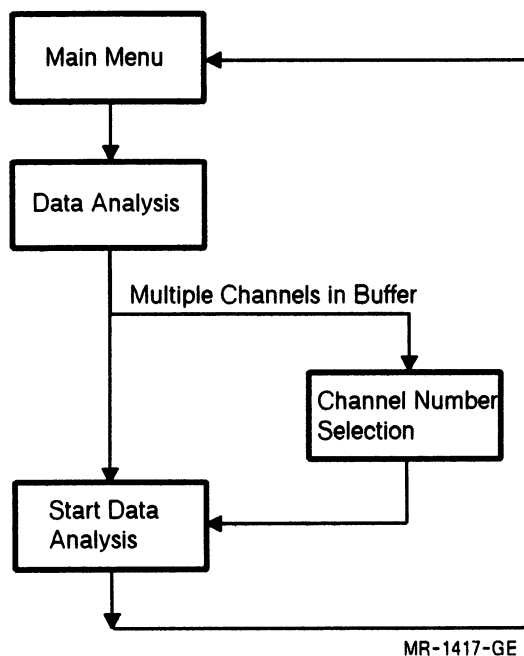 Main Menu
Data Analysis
Multiple Channels in Buffer
Channel Number
Selection
Start Data
Analysis
MR-1417-GE